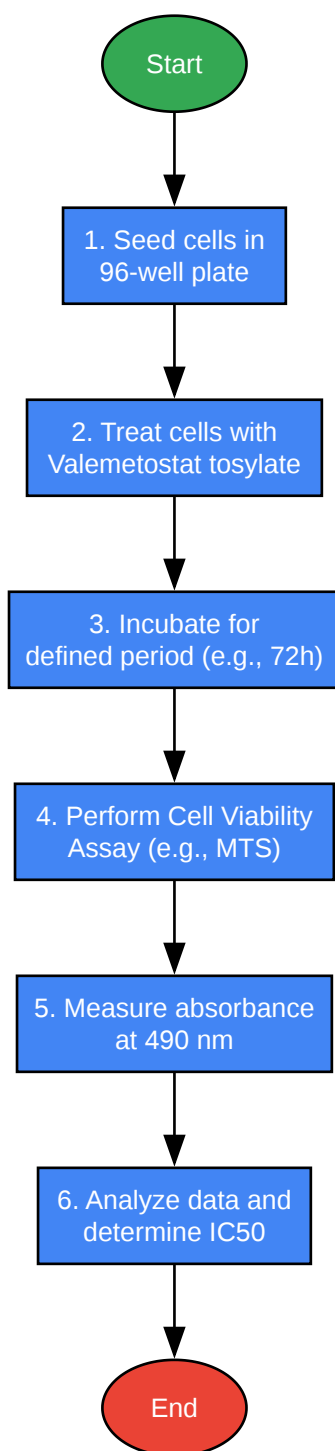 Start
1. Seed cells in
96-well plate
2. Treat cells with
Valemetostat tosylate
3. Incubate for
defined period (e.g., 72h)
4. Perform Cell Viability
Assay (e.g., MTS)
5. Measure absorbance
at 490 nm
6. Analyze data and
determine IC50
End